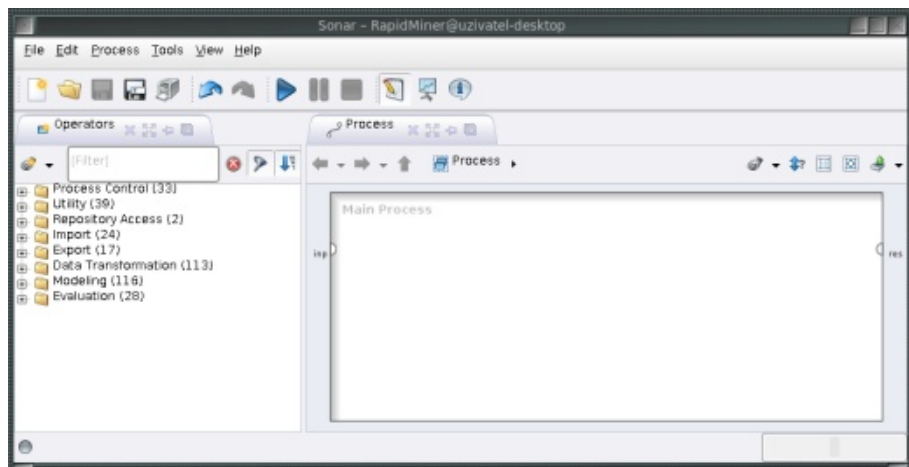 Sonar – RapidMiner@uzivatel-desktop
File Edit Process Tools View Help
Operators
Process
[Filter]
Process
Process Control (33)
Utility (39)
Repository Access (2)
Import (24)
Export (17)
Data Transformation (113)
Modeling (116)
Evaluation (28)
Main Process
inp
res